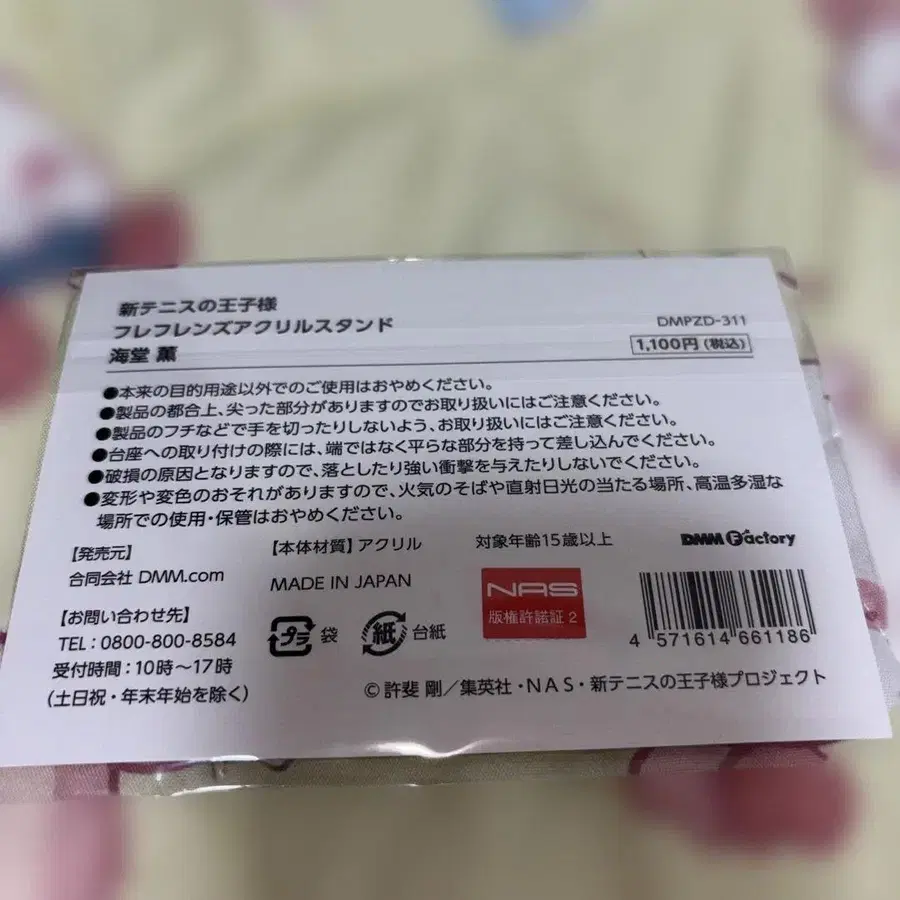 新テニスの王子様
フレフレンズアクリルスタンド
海堂 薫
DMPZD-311
1,100円(税込)
●本来の目的用途以外でのご使用はおやめください。
●製品の都合上、尖った部分がありますのでお取り扱いにはご注意ください。
●製品のフチなどで手を切ったりしないよう、お取り扱いにはご注意ください。
●台座への取り付けの際には、端ではなく平らな部分を持って差し込んでください。
●破損の原因となりますので、落としたり強い衝撃を与えたりしないでください。
●変形や変色のおそれがありますので、火気のそばや直射日光の当たる場所、高温多湿な
場所での使用・保管はおやめください。
【発売元】
合同会社 DMM.com
【お問い合わせ先】
TEL:0800-800-8584
受付時間:10時〜17時
(土日祝・年末年始を除く)
【本体材質】アクリル
MADE IN JAPAN
プラ 袋
紙 台紙
対象年齢15歳以上
NAS
版権許諾証 2
DMM Factory
4 571614 661186
© 許斐 剛/集英社・NAS・新テニスの王子様プロジェクト